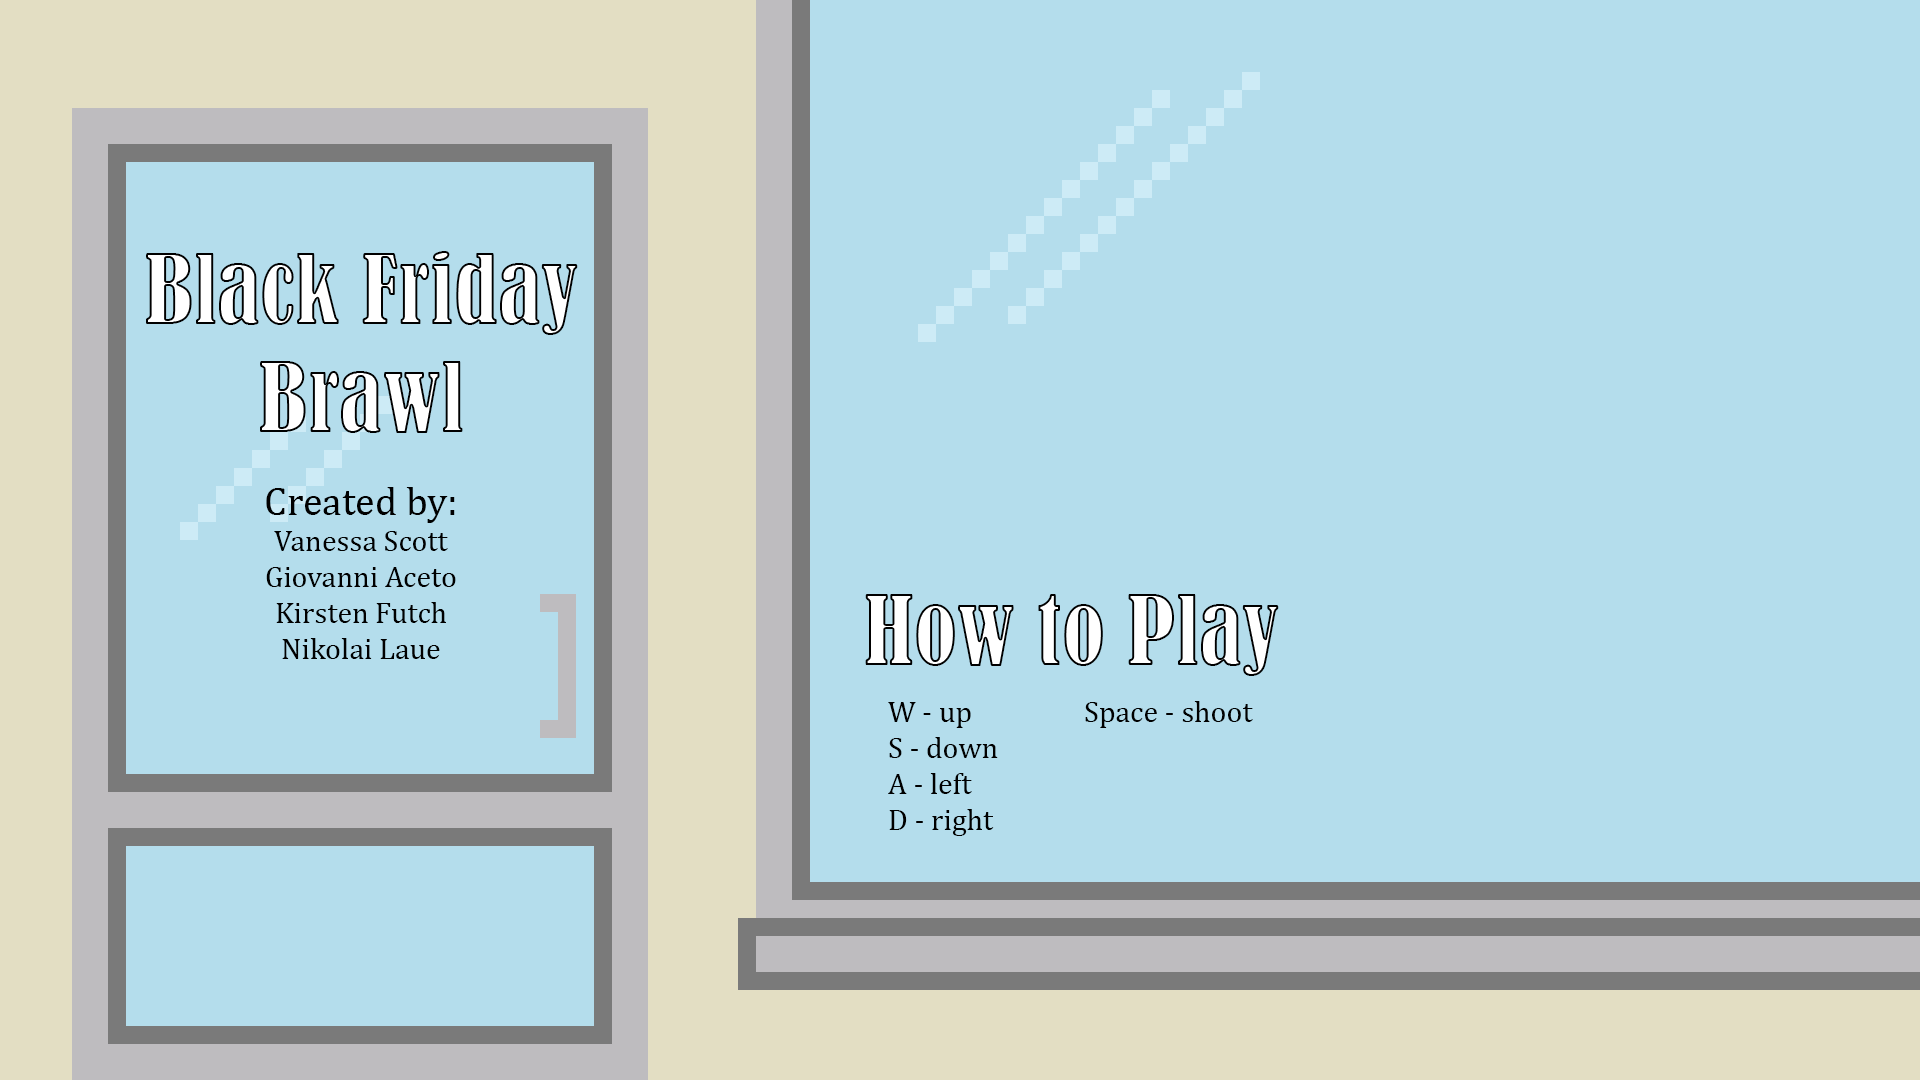 Black Friday
Brawl
Created by:
Vanessa Scott
Giovanni Aceto
Kirsten Futch
Nikolai Laue
How to Play
W - up
S - down
A - left
D - right
Space - shoot